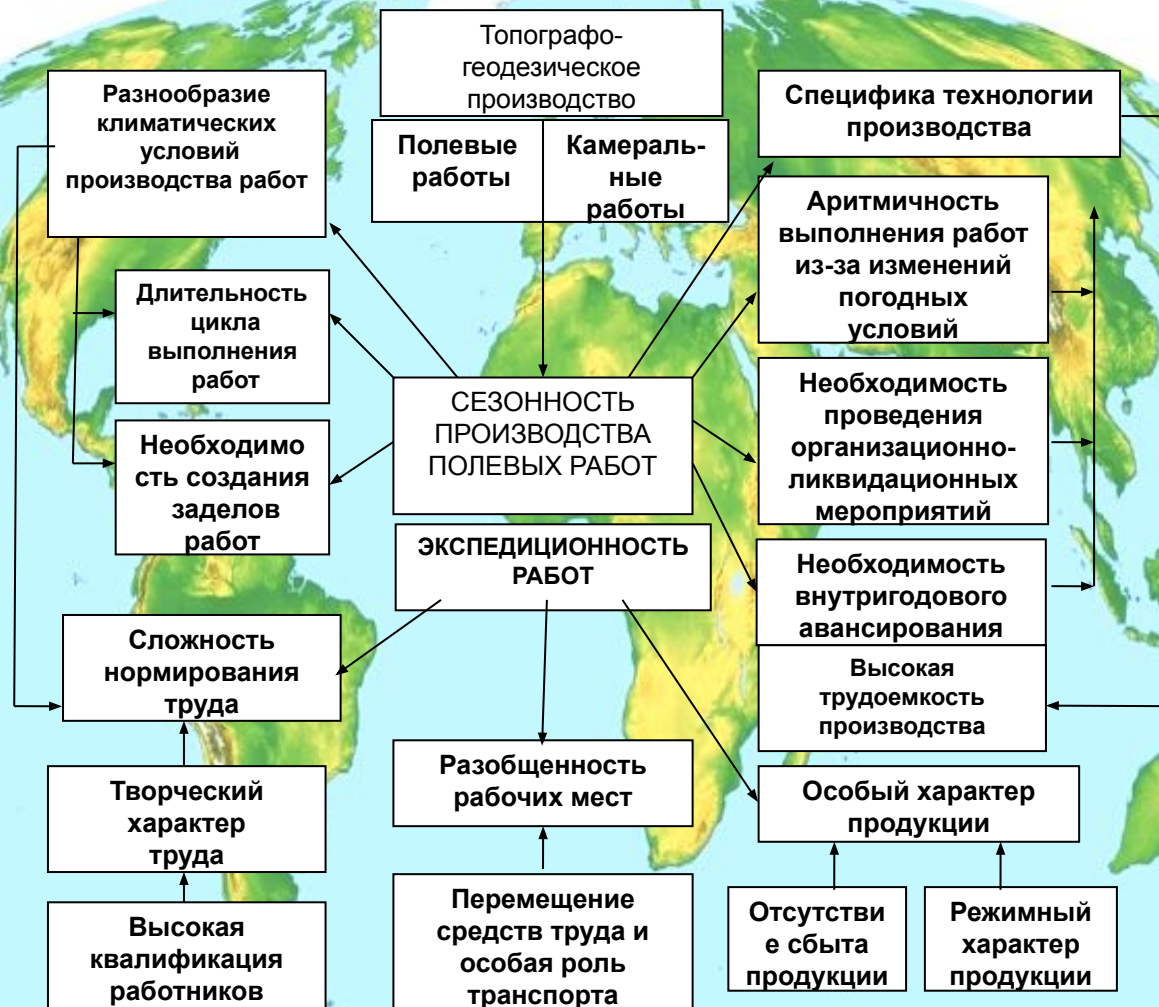 Топографо-
геодезическое
производство
Полевые
работы
Камераль-
ные
работы
Разнообразие
климатических
условий
производства работ
Специфика технологии
производства
Аритмичность
выполнения работ
из-за изменений
погодных
условий
Длительность
цикла
выполнения
работ
СЕЗОННОСТЬ
ПРОИЗВОДСТВА
ПОЛЕВЫХ РАБОТ
Необходимость
проведения
организационно-
ликвидационных
мероприятий
Необходимо
сть создания
заделов
работ
ЭКСПЕДИЦИОННОСТЬ
РАБОТ
Необходимость
внутригодового
авансирования
Сложность
нормирования
труда
Высокая
трудоемкость
производства
Разобщенность
рабочих мест
Творческий
характер
труда
Особый характер
продукции
Высокая
квалификация
работников
Перемещение
средств труда и
особая роль
транспорта
Отсутстви
е сбыта
продукции
Режимный
характер
продукции